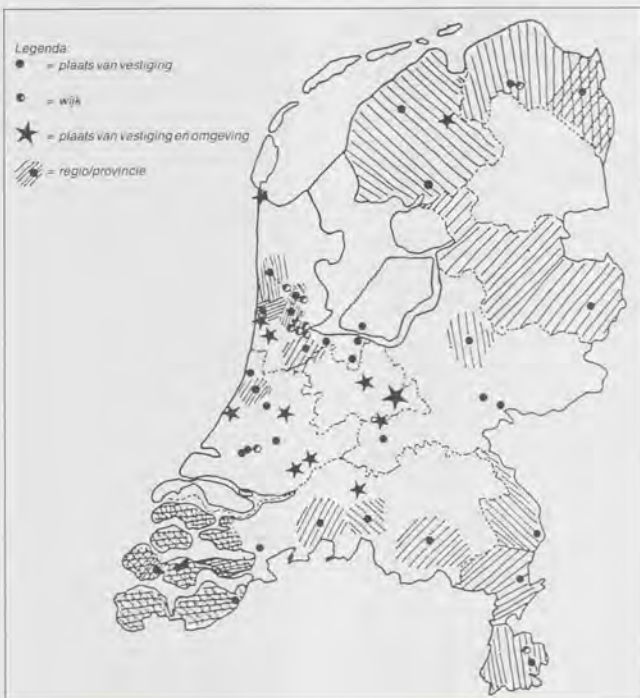 Legenda:
= plaats van vestiging
= wijk
= plaats van vestiging en omgeving
= regio/provincie